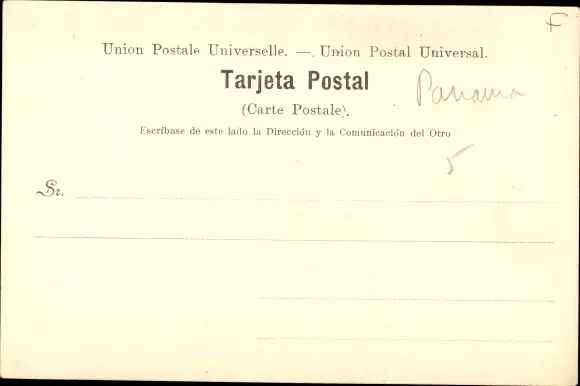 F
Union Postale Universelle. — Union Postal Universal.
Tarjeta Postal
Panama
(Carte Postale).
Escríbase de este lado la Dirección y la Comunicación del Otro
5
Sr.